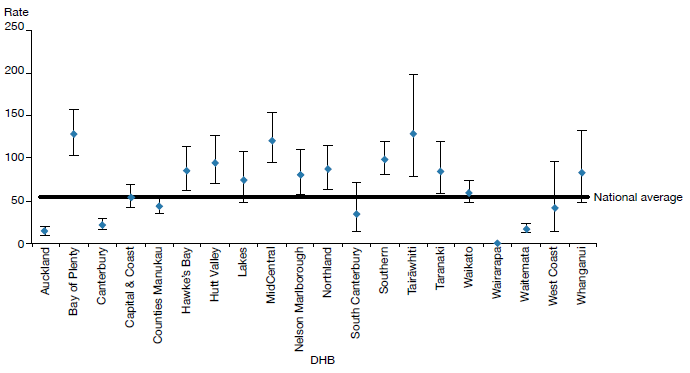 Rate
250
200
150
100
50
0
National average
Auckland
Bay of Plenty
Canterbury
Capital & Coast
Counties Manukau
Hawke's Bay
Hutt Valley
Lakes
MidCentral
Nelson Marlborough
Northland
South Canterbury
Southern
Tairāwhiti
Taranaki
Waikato
Wairarapa
Waitemata
West Coast
Whanganui
DHB